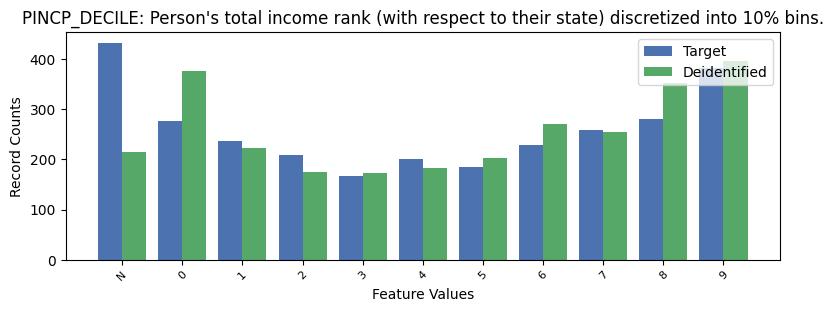 PINCP_DECILE: Person's total income rank (with respect to their state) discretized into 10% bins.
Target
Deidentified
400
300
200
100
0
Record Counts
N 0 1 2 3 4 5 6 7 8 9
Feature Values